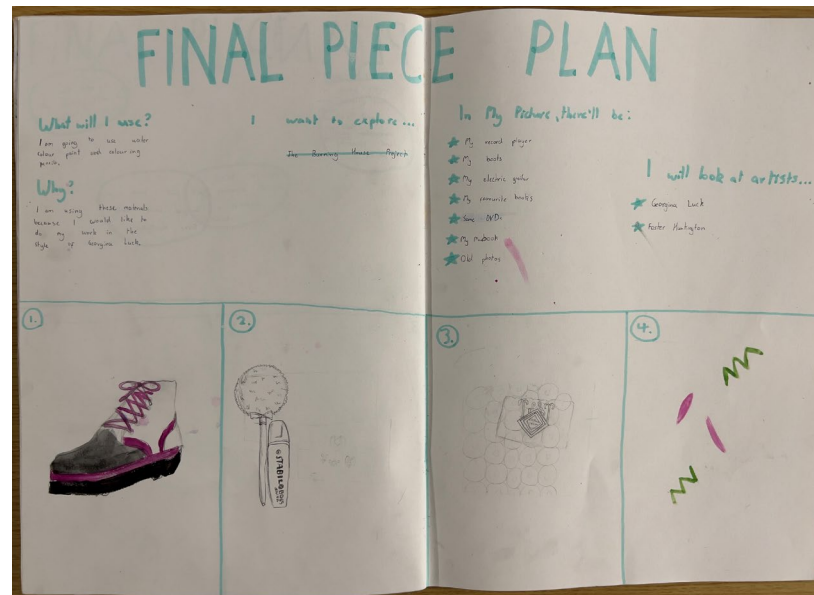 FINAL PIECE PLAN
What will I use?
I am going to use water
colour paint and colouring
pencils.
Why?
I am using these materials
because I would like to
do my work in the
style of Georgina Luck.
I want to explore...
The Burning House Project
In My Picture, there'll be:
My record player
My boots
My electric guitar
My favourite books
Some DVDs
My
Old photos
I will look at artists...
Georgina Luck
Foster Huntington
1.
2.
STABILO BOSS
3.
4.